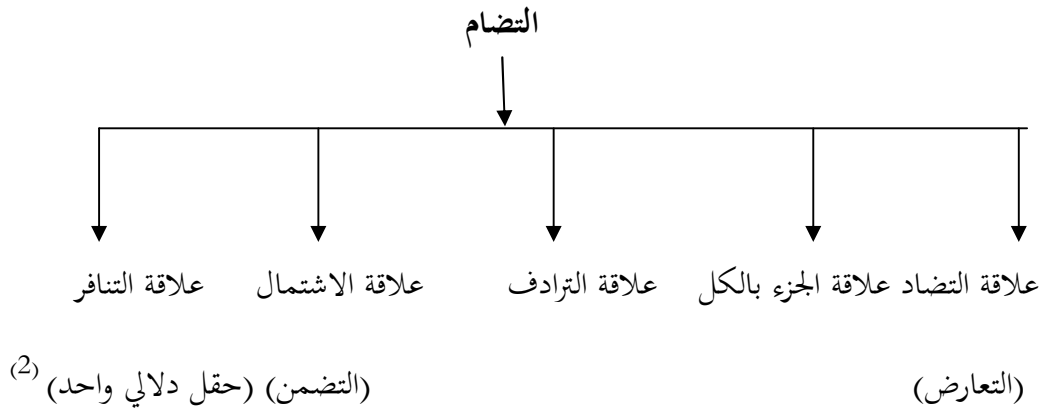 التضام
علاقة التضاد علاقة الجزء بالكل علاقة الترادف علاقة الاشتمال علاقة التنافر
(التعارض) (التضمن) (حقل دلالي واحد) (2)